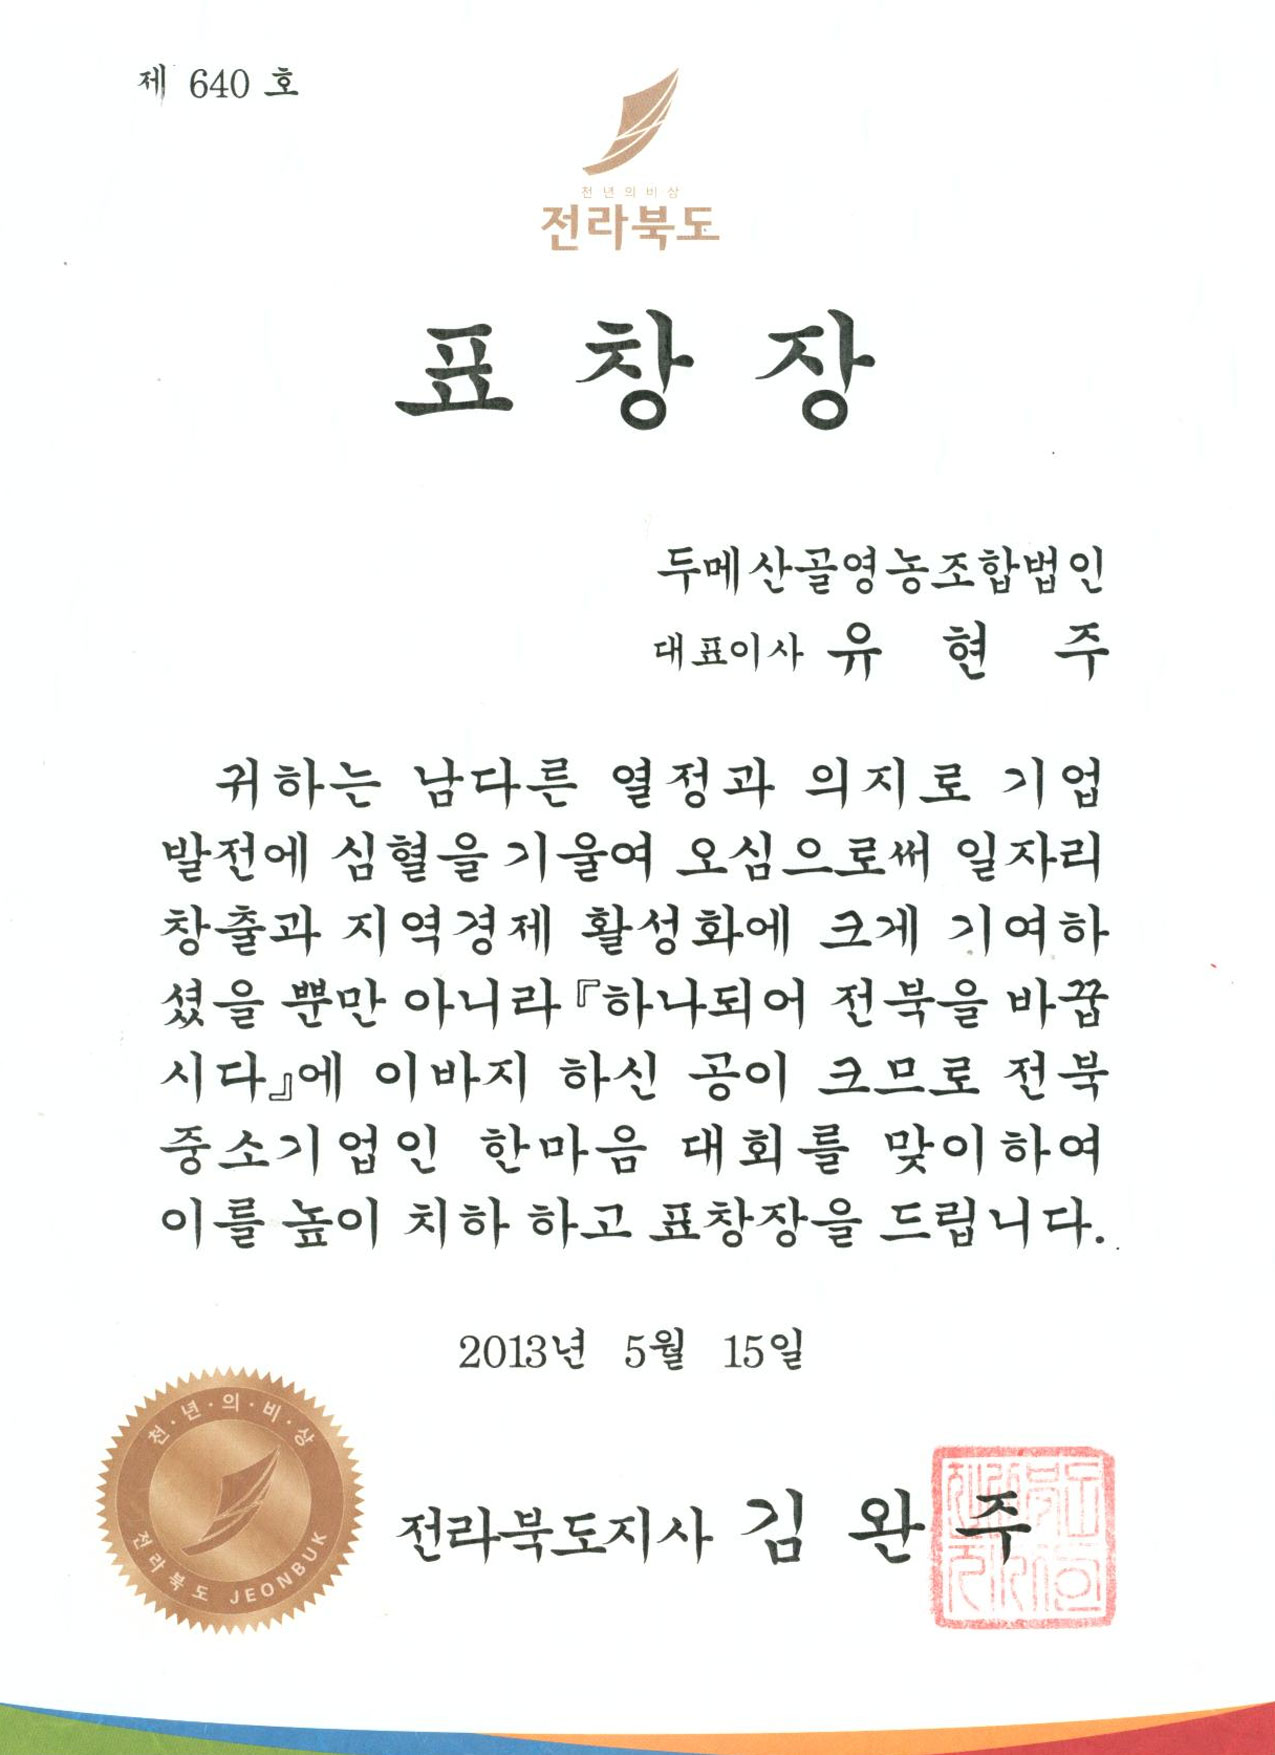 제 640 호
천년의비상
전라북도
표 창 장
두메산골영농조합법인
대표이사 유 현 주
귀하는 남다른 열정과 의지로 기업
발전에 심혈을 기울여 오심으로써 일자리
창출과 지역경제 활성화에 크게 기여하
셨을 뿐만 아니라『하나되어 전북을 바꿉
시다』에 이바지 하신 공이 크므로 전북
중소기업인 한마음 대회를 맞이하여
이를 높이 치하 하고 표창장을 드립니다.
2013년 5월 15일
천·년·의·비·상
전라북도 JEONBUK
전라북도지사 김 완 주